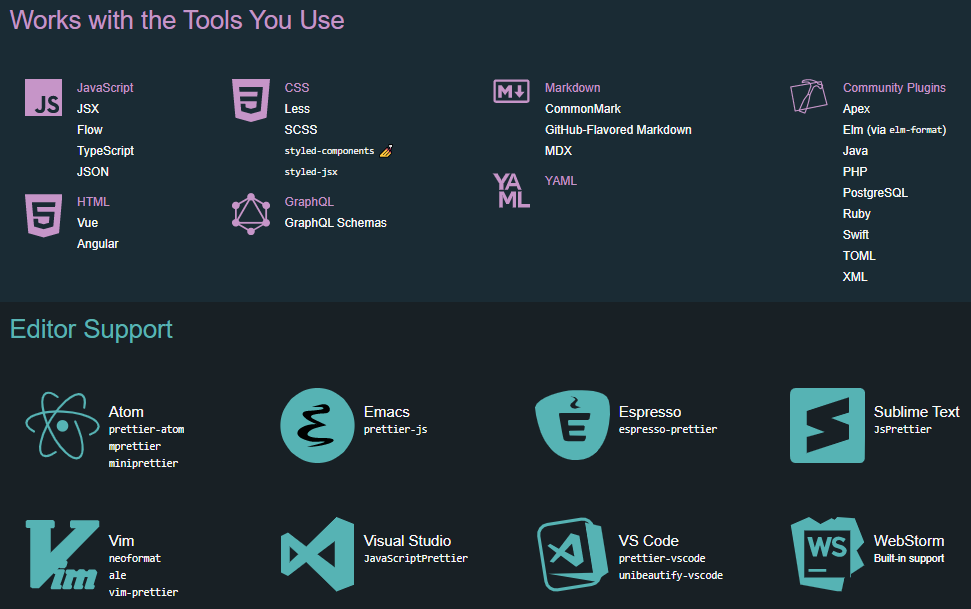 Works with the Tools You Use
JS
JavaScript
JSX
Flow
TypeScript
JSON
HTML
Vue
Angular
CSS
Less
SCSS
styled-components 💅
styled-jsx
GraphQL
GraphQL Schemas
M
Markdown
CommonMark
GitHub-Flavored Markdown
MDX
YA
ML
YAML
Community Plugins
Apex
Elm (via elm-format)
Java
PHP
PostgreSQL
Ruby
Swift
TOML
XML
Editor Support
Atom
prettier-atom
mprettier
miniprettier
Emacs
prettier-js
E
Espresso
espresso-prettier
S
Sublime Text
JsPrettier
Vim
Vim
neoformat
ale
vim-prettier
Visual Studio
JavaScriptPrettier
VS Code
prettier-vscode
unibeautify-vscode
WS
WebStorm
Built-in support